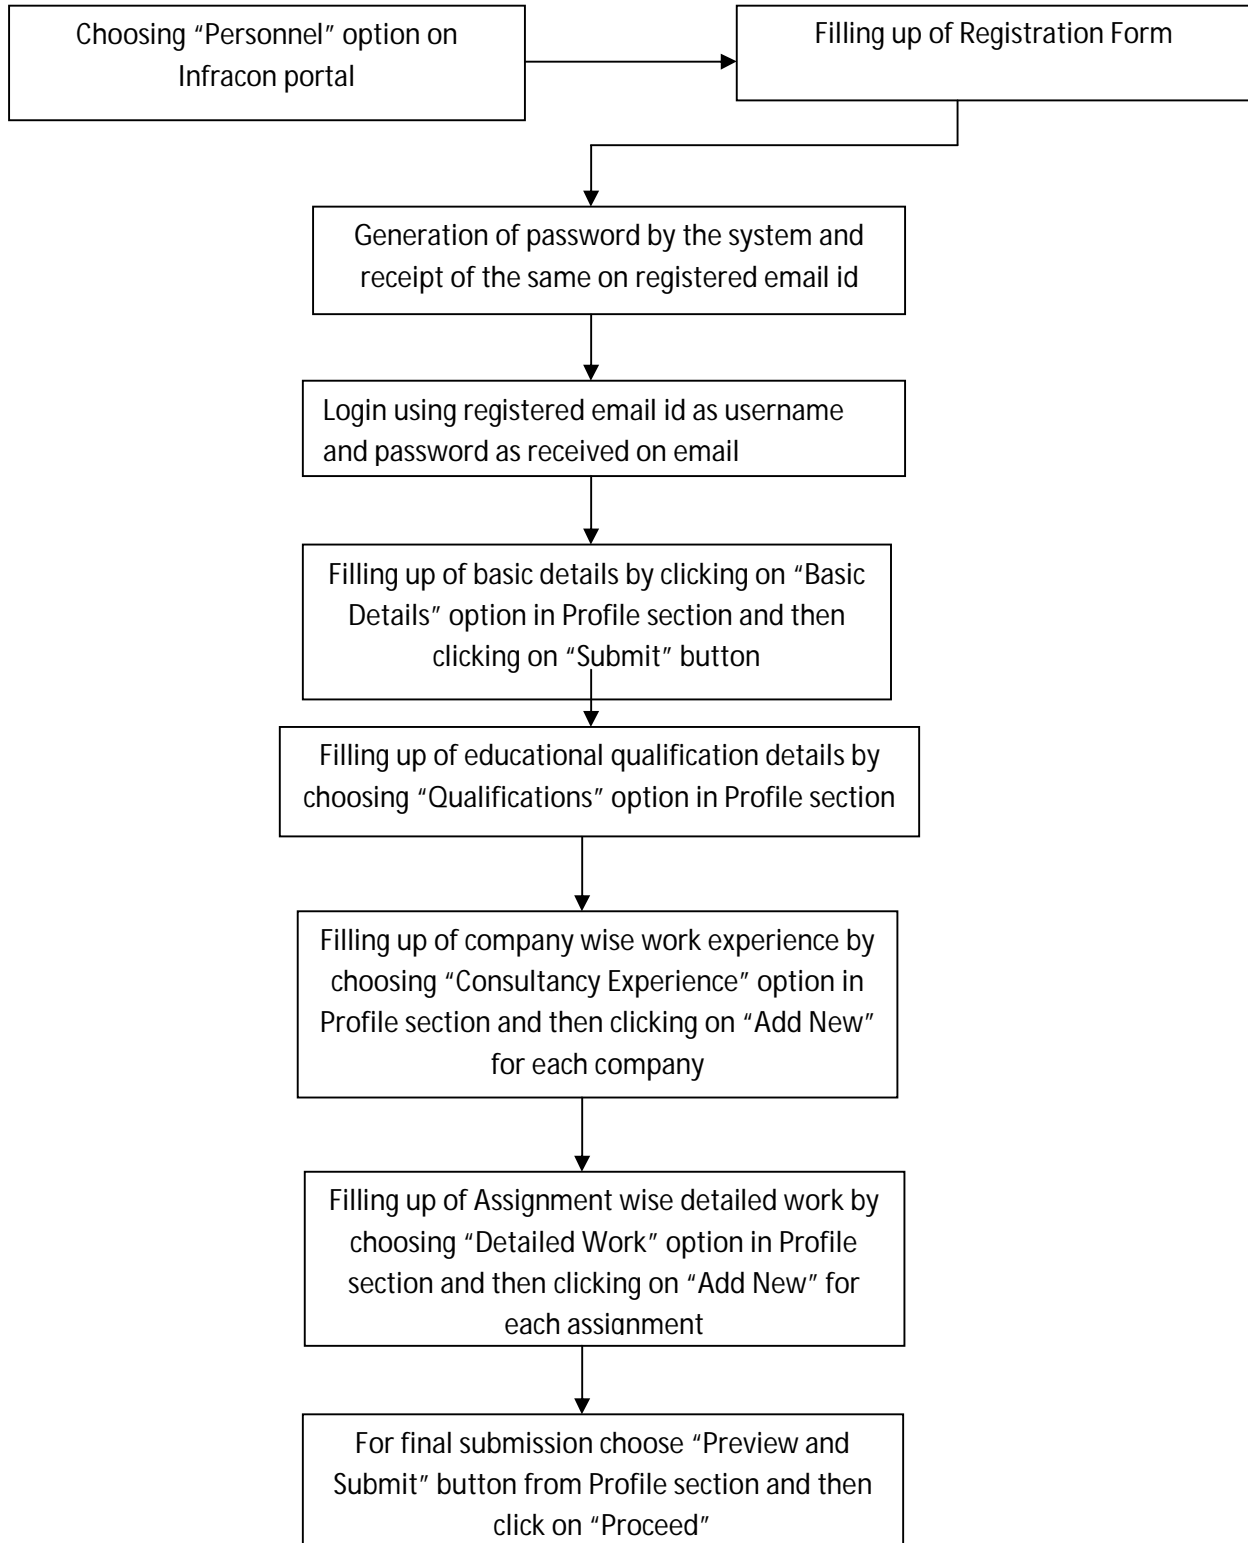 Choosing “Personnel” option on
Infracon portal
Filling up of Registration Form
Generation of password by the system and
receipt of the same on registered email id
Login using registered email id as username
and password as received on email
Filling up of basic details by clicking on “Basic
Details” option in Profile section and then
clicking on “Submit” button
Filling up of educational qualification details by
choosing “Qualifications” option in Profile section
Filling up of company wise work experience by
choosing “Consultancy Experience” option in
Profile section and then clicking on “Add New”
for each company
Filling up of Assignment wise detailed work by
choosing “Detailed Work” option in Profile
section and then clicking on “Add New” for
each assignment
For final submission choose “Preview and
Submit” button from Profile section and then
click on “Proceed”